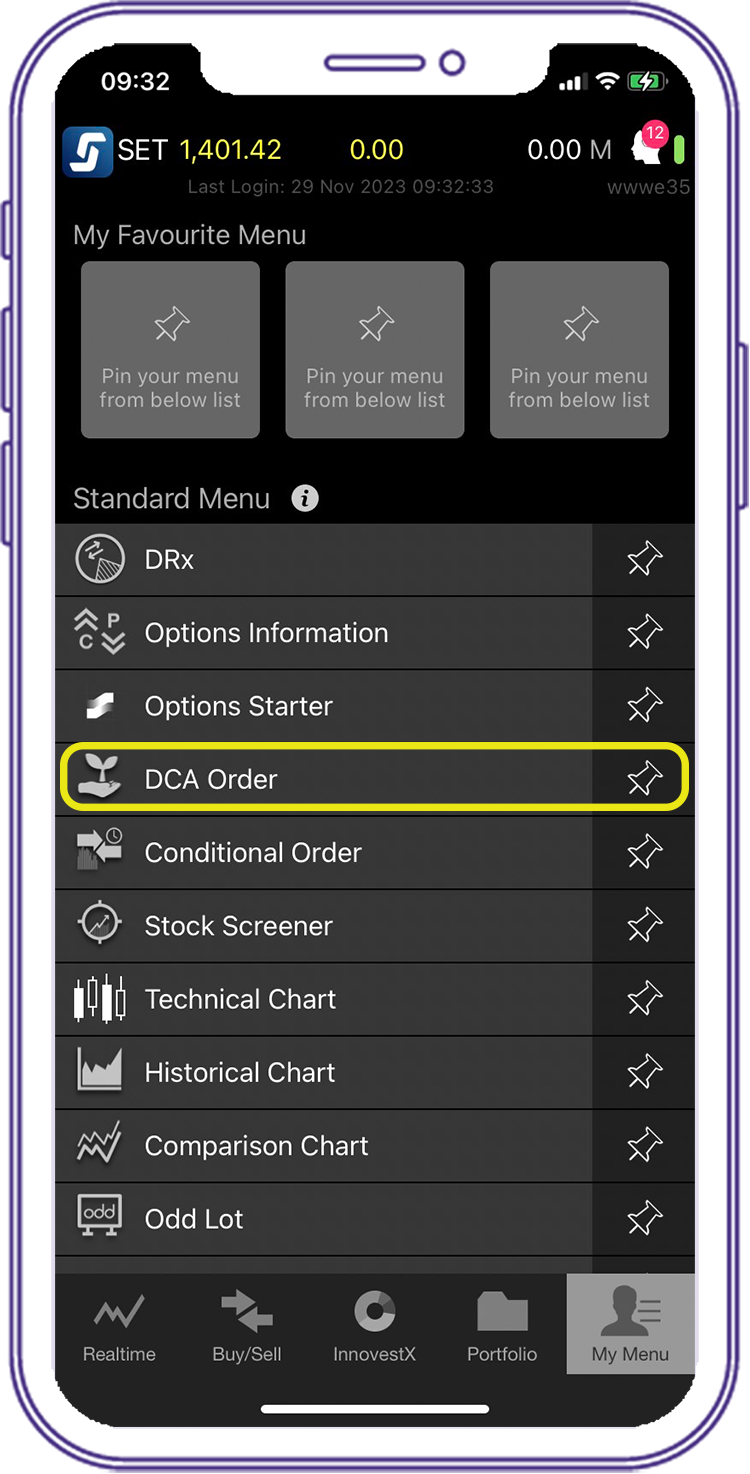 09:32
SET 1,401.42 0.00 0.00 M 12
Last Login: 29 Nov 2023 09:32:33 wwwe35
My Favourite Menu
Pin your menu from below list
Pin your menu from below list
Pin your menu from below list
Standard Menu i
DRx
P
C
Options Information
Options Starter
DCA Order
Conditional Order
Stock Screener
Technical Chart
Historical Chart
Comparison Chart
odd Odd Lot
Realtime Buy/Sell InnovestX Portfolio My Menu